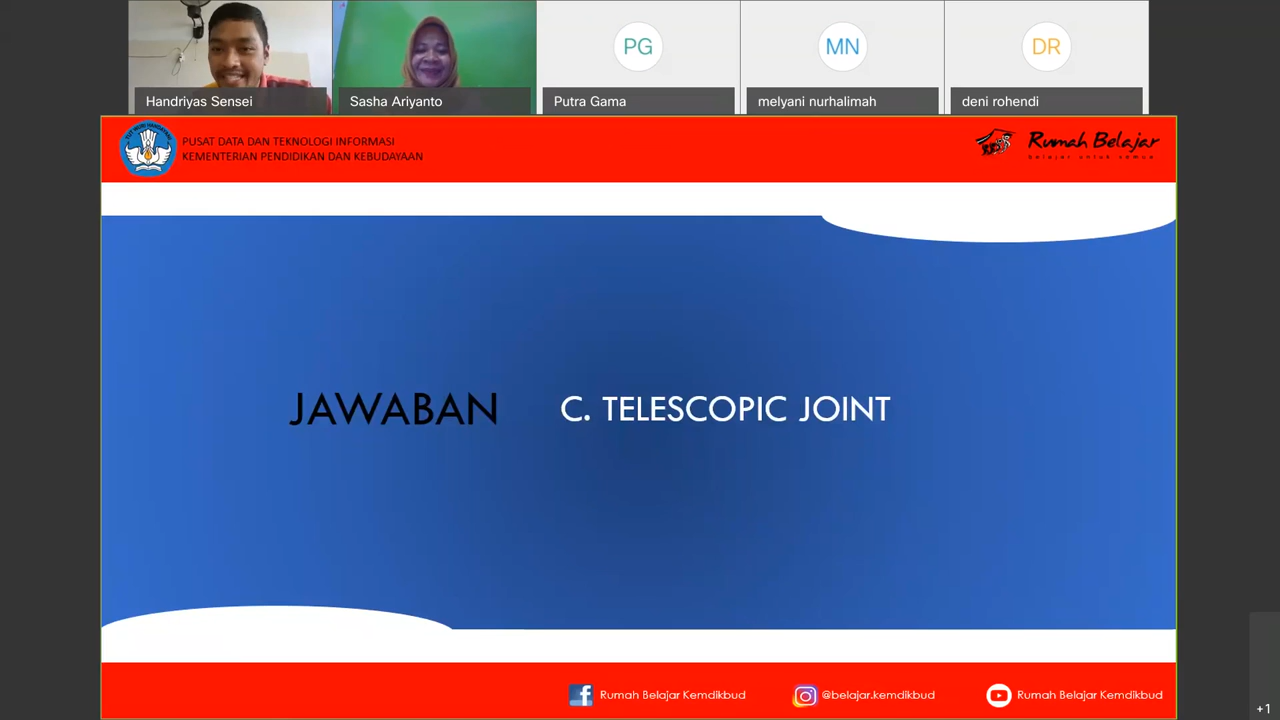 PG
MN
DR
Handriyas Sensei
Sasha Ariyanto
Putra Gama
melyani nurhalimah
deni rohendi
PUSAT DATA DAN TEKNOLOGI INFORMASI
KEMENTERIAN PENDIDIKAN DAN KEBUDAYAAN
Rumah Belajar
belajar untuk semua
JAWABAN C. TELESCOPIC JOINT
Rumah Belajar Kemdikbud
@belajar.kemdikbud
Rumah Belajar Kemdikbud
+1